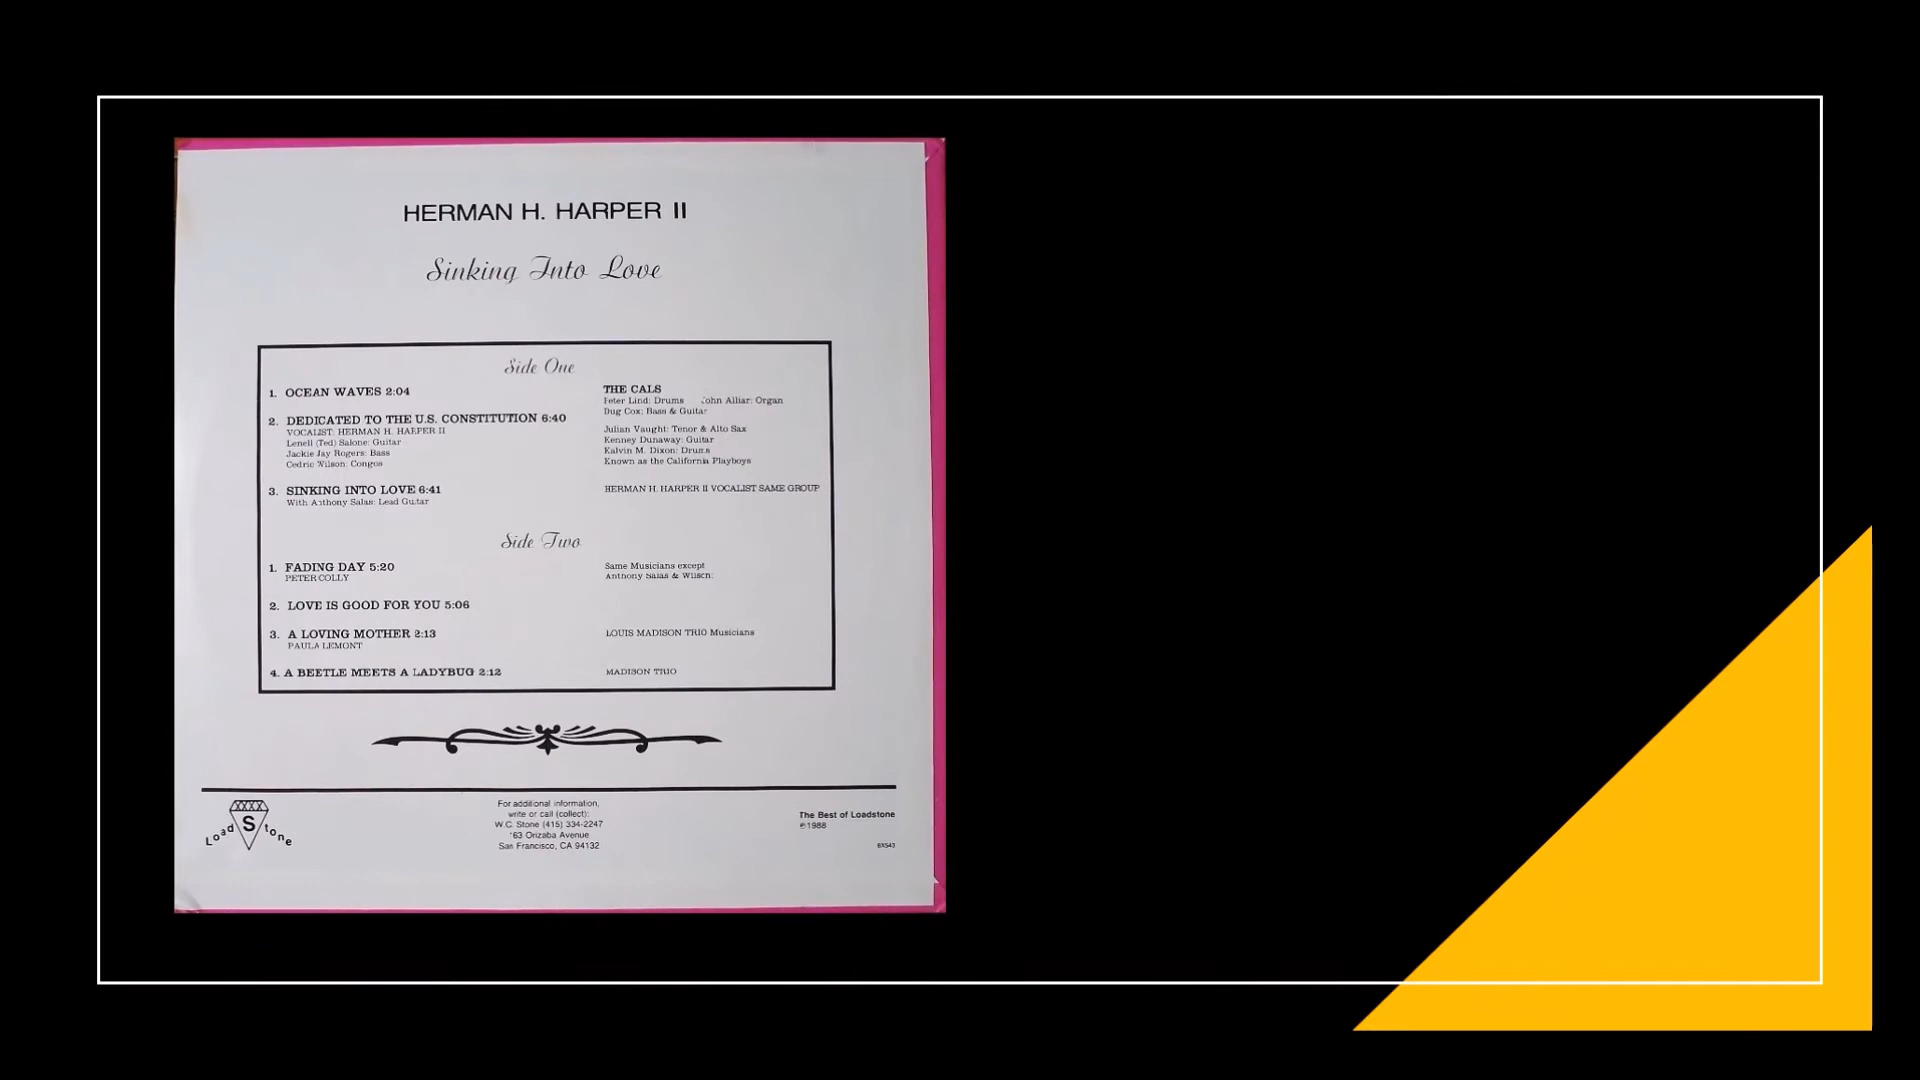 HERMAN H. HARPER II
Sinking Into Love
Side One
1. OCEAN WAVES 2:04
THE CALS
Peter Lind: Drums John Alliar: Organ
Dug Cox: Bass & Guitar
2. DEDICATED TO THE U.S. CONSTITUTION 6:40
VOCALIST: HERMAN H. HARPER II
Lenell (Ted) Salone: Guitar
Jackie Jay Rogers: Bass
Cedric Wilson: Congos
Julian Vaught: Tenor & Alto Sax
Kenney Dunaway: Guitar
Kalvin M. Dixon: Drums
Known as the California Playboys
3. SINKING INTO LOVE 6:41
With Anthony Salas: Lead Guitar
HERMAN H. HARPER II VOCALIST SAME GROUP
Side Two
1. FADING DAY 5:20
PETER COLLY
Same Musicians except
Anthony Salas & Wilson:
2. LOVE IS GOOD FOR YOU 5:06
3. A LOVING MOTHER 2:13
PAULA LEMONT
LOUIS MADISON TRIO Musicians
4. A BEETLE MEETS A LADYBUG 2:12
MADISON TRIO
Load S tone
For additional information,
write or call (collect):
W.C. Stone (415) 334-2247
163 Orizaba Avenue
San Francisco, CA 94132
The Best of Loadstone
℗1988